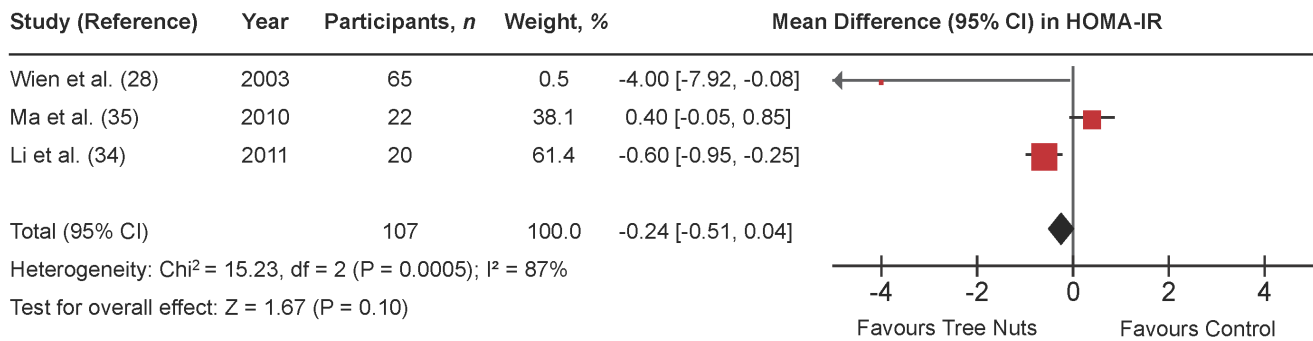 Study (Reference) Year Participants, n Weight, % Mean Difference (95% CI) in HOMA-IR
Wien et al. (28) 2003 65 0.5 -4.00 [-7.92, -0.08]
Ma et al. (35) 2010 22 38.1 0.40 [-0.05, 0.85]
Li et al. (34) 2011 20 61.4 -0.60 [-0.95, -0.25]
Total (95% CI) 107 100.0 -0.24 [-0.51, 0.04]
Heterogeneity: Chi² = 15.23, df = 2 (P = 0.0005); I² = 87%
-4 -2 0 2 4
Test for overall effect: Z = 1.67 (P = 0.10)
Favours Tree Nuts Favours Control